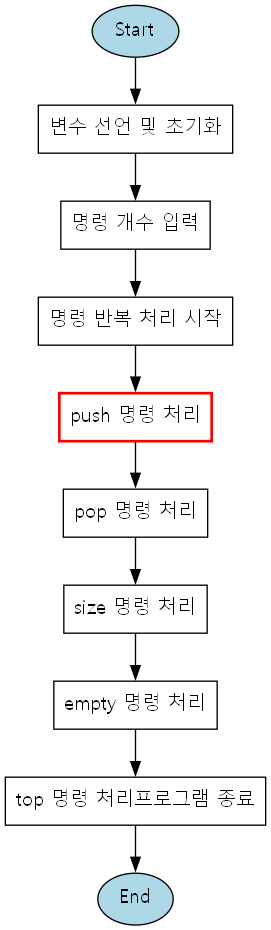 Start
변수 선언 및 초기화
명령 개수 입력
명령 반복 처리 시작
push 명령 처리
pop 명령 처리
size 명령 처리
empty 명령 처리
top 명령 처리프로그램 종료
End